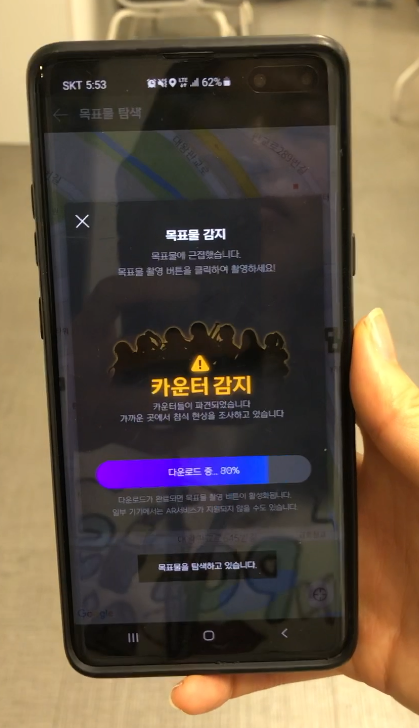 SKT 5:53
LTE
62%
목표물 탐색
목표물 감지
목표물에 근접했습니다.
목표물 촬영 버튼을 클릭하여 촬영하세요!
카운터 감지
카운터들이 파견되었습니다
가까운 곳에서 침식 현상을 조사하고 있습니다
다운로드 중... 80%
다운로드가 완료되면 목표물 촬영 버튼이 활성화됩니다.
일부 기기에서는 AR서비스가 지원되지 않을 수도 있습니다.
목표물을 탐색하고 있습니다.